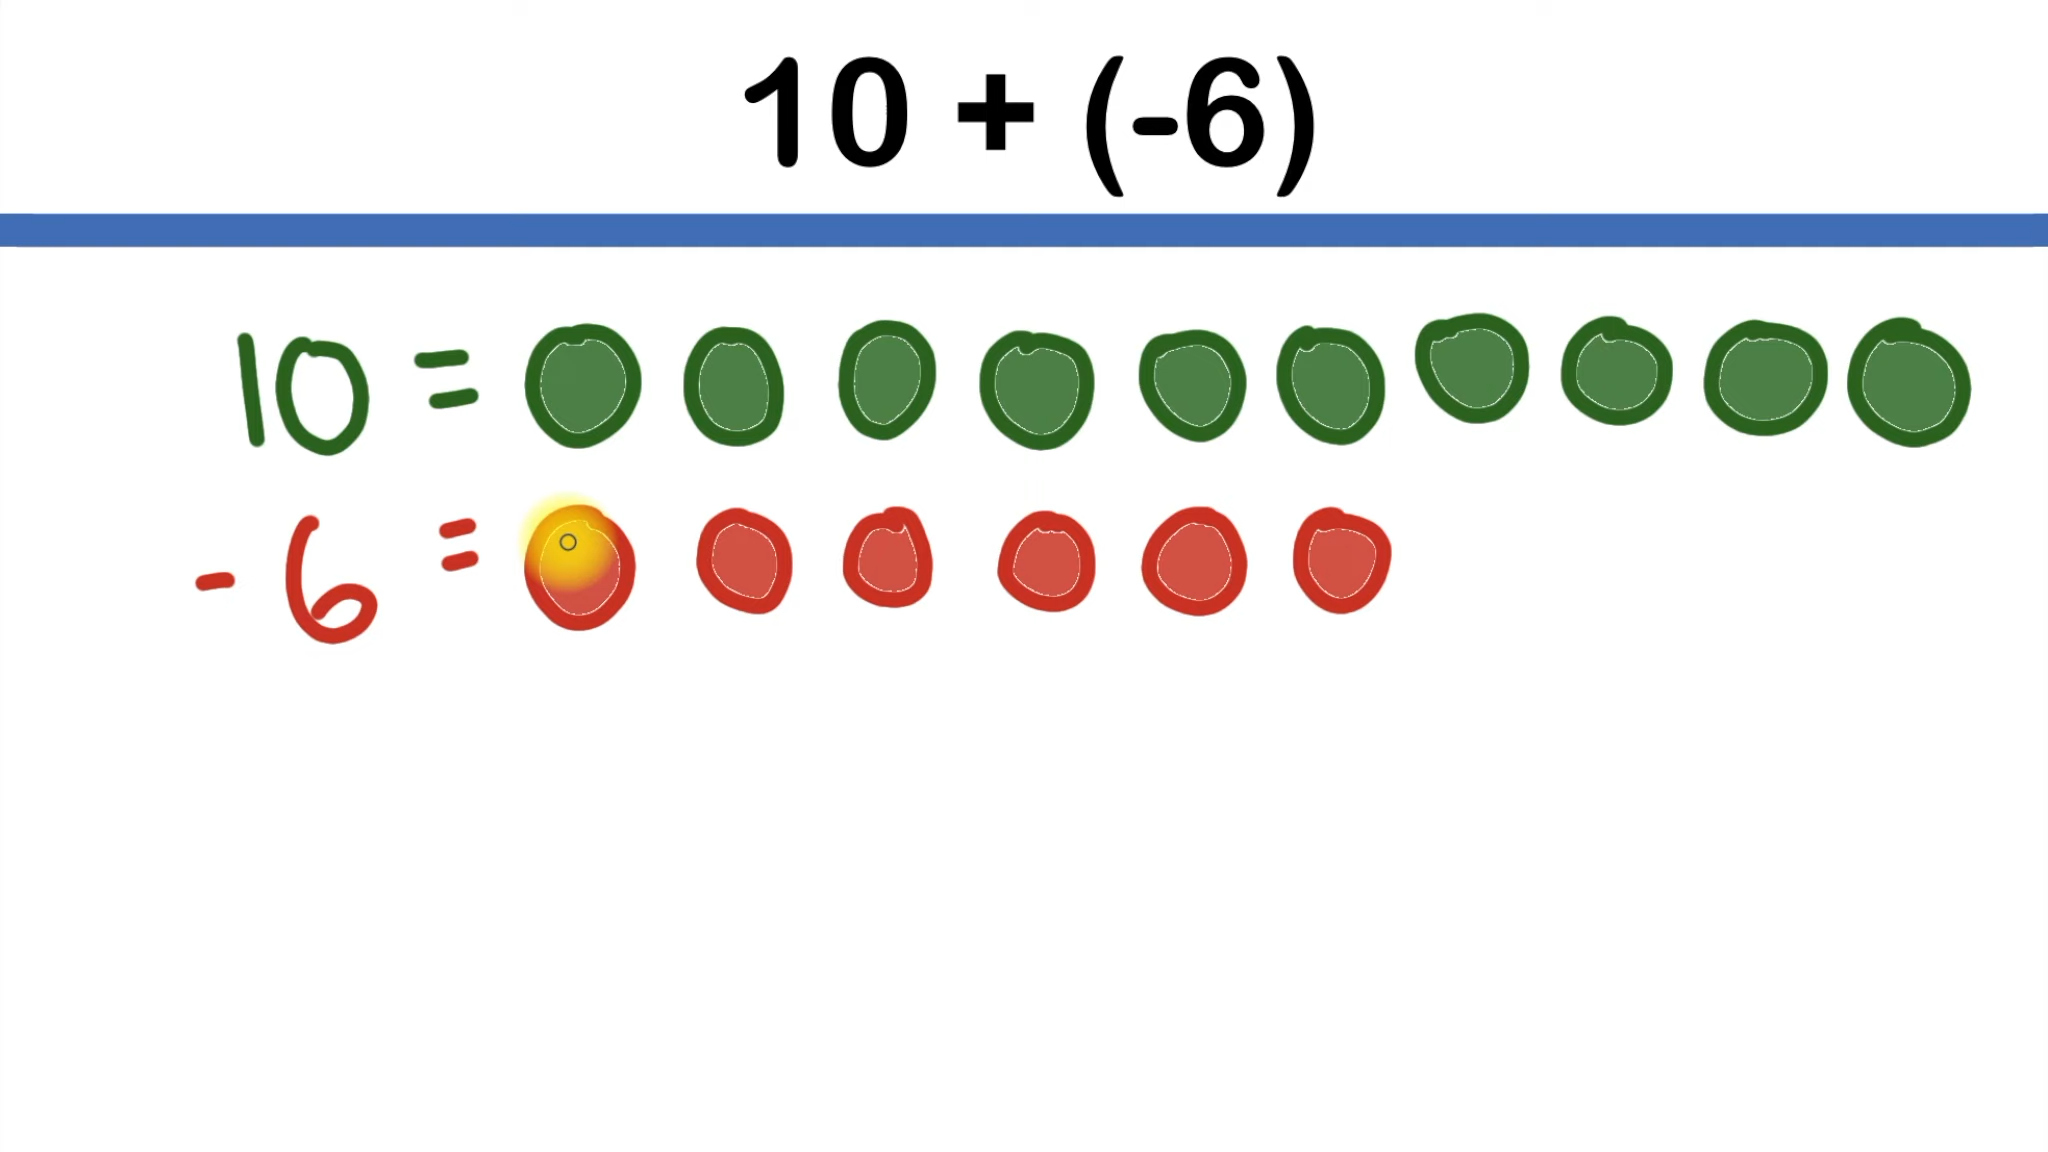 10 + (-6)
10 =
-6 =